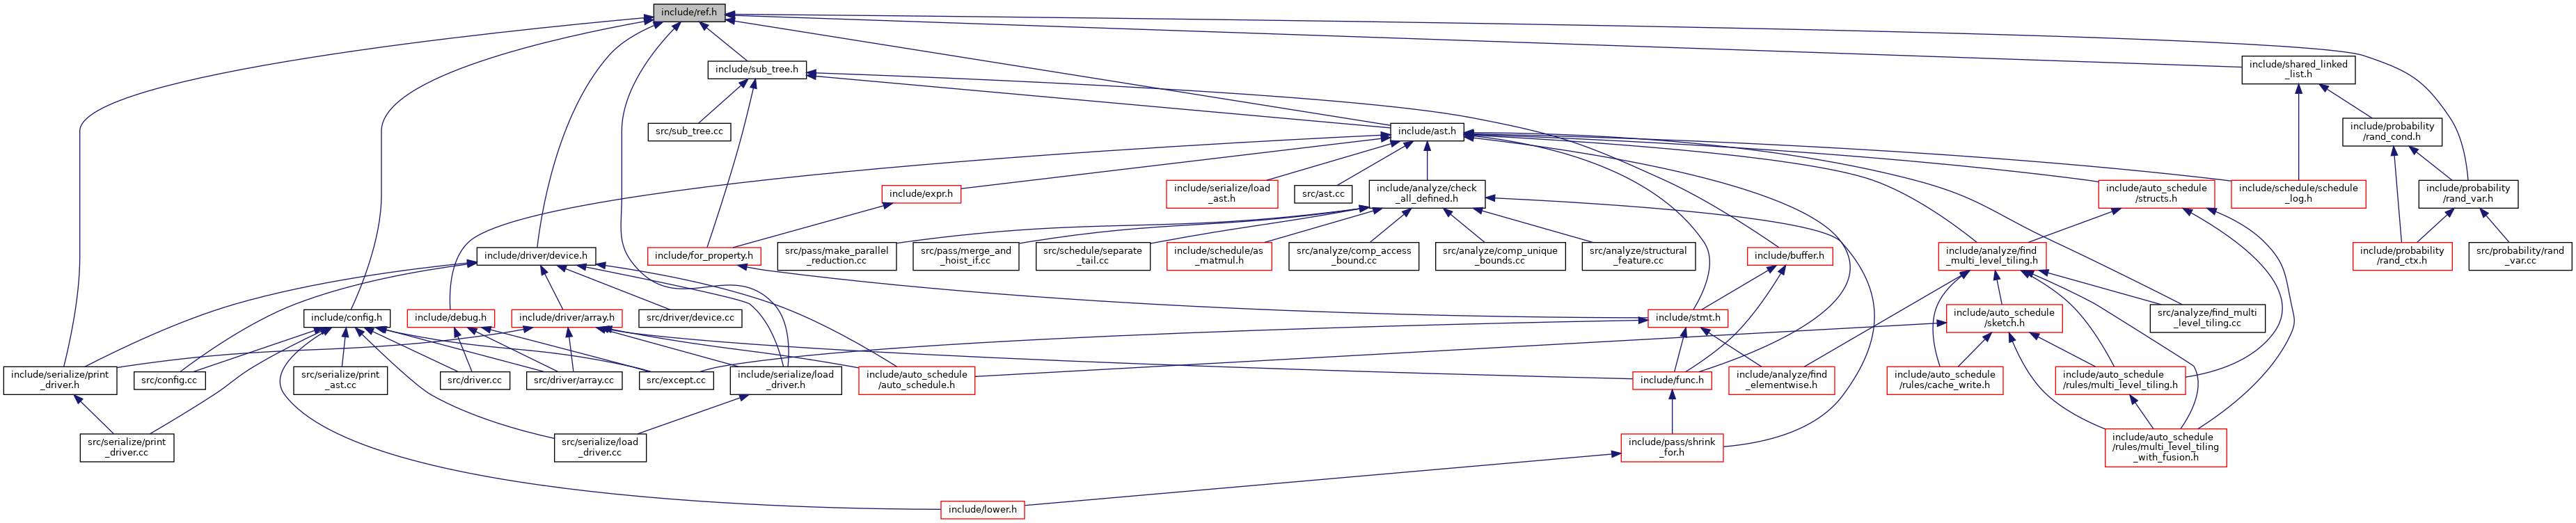 include/ref.h
include/sub_tree.h
include/shared_linked
_list.h
src/sub_tree.cc
include/ast.h
include/probability
/rand_cond.h
include/expr.h
include/serialize/load
_ast.h
src/ast.cc
include/analyze/check
_all_defined.h
include/auto_schedule
/structs.h
include/schedule/schedule
_log.h
include/probability
/rand_var.h
include/driver/device.h
include/for_property.h
src/pass/make_parallel
_reduction.cc
src/pass/merge_and
_hoist_if.cc
src/schedule/separate
_tail.cc
include/schedule/as
_matmul.h
src/analyze/comp_access
_bound.cc
src/analyze/comp_unique
_bounds.cc
src/analyze/structural
_feature.cc
include/buffer.h
include/analyze/find
_multi_level_tiling.h
include/probability
/rand_ctx.h
src/probability/rand
_var.cc
include/config.h
include/debug.h
include/driver/array.h
src/driver/device.cc
include/stmt.h
include/auto_schedule
/sketch.h
src/analyze/find_multi
_level_tiling.cc
include/serialize/print
_driver.h
src/config.cc
src/serialize/print
_ast.cc
src/driver.cc
src/driver/array.cc
src/except.cc
include/serialize/load
_driver.h
include/auto_schedule
/auto_schedule.h
include/func.h
include/analyze/find
_elementwise.h
include/auto_schedule
/rules/cache_write.h
include/auto_schedule
/rules/multi_level_tiling.h
src/serialize/print
_driver.cc
src/serialize/load
_driver.cc
include/pass/shrink
_for.h
include/auto_schedule
/rules/multi_level_tiling
_with_fusion.h
include/lower.h